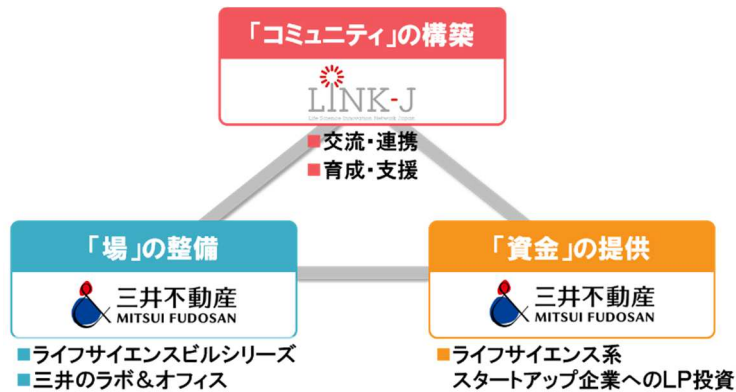 「コミュニティ」の構築
LINK-J
Life Science Innovation Network Japan
■交流・連携
■育成・支援
「場」の整備
三井不動産
MITSUI FUDOSAN
■ライフサイエンスビルシリーズ
■三井のラボ&オフィス
「資金」の提供
三井不動産
MITSUI FUDOSAN
■ライフサイエンス系
スタートアップ企業へのLP投資